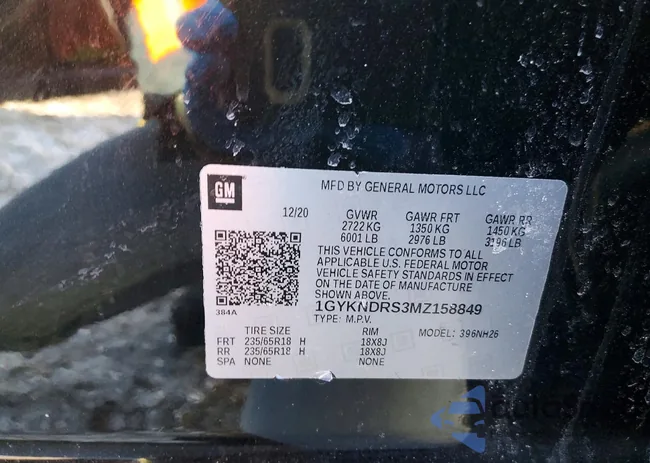 GM
MFD BY GENERAL MOTORS LLC
12/20 GVWR GAWR FRT GAWR RR
2722 KG 1350 KG 1450 KG
6001 LB 2976 LB 3196 LB
THIS VEHICLE CONFORMS TO ALL
APPLICABLE U.S. FEDERAL MOTOR
VEHICLE SAFETY STANDARDS IN EFFECT
ON THE DATE OF MANUFACTURE
SHOWN ABOVE.
384A
1GYKNDRS3MZ158849
TYPE: M.P.V. MODEL: 396NH26
TIRE SIZE RIM
FRT 235/65R18 H 18X8J
RR 235/65R18 H 18X8J
SPA NONE NONE